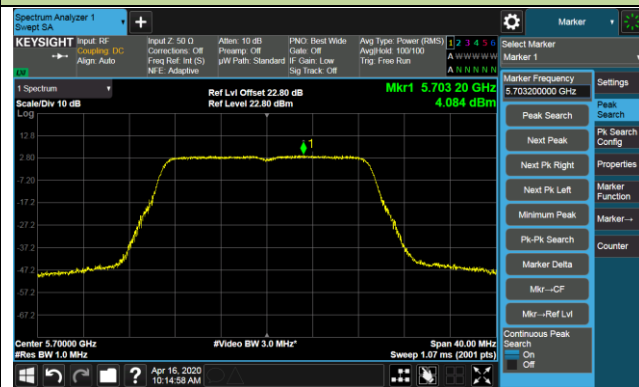 Spectrum Analyzer 1
Swept SA
Marker
KEYSIGHT
Input: RF
Coupling: DC
Align: Auto
Input Z: 50 Ω
Corrections: Off
Freq Ref: Int (S)
NFE: Adaptive
Atten: 10 dB
Preamp: Off
µW Path: Standard
PNO: Best Wide
Gate: Off
IF Gain: Low
Sig Track: Off
Avg Type: Power (RMS)
Avg|Hold: 100/100
Trig: Free Run
1 2 3 4 5 6
A W W W W W
A N N N N N
Select Marker
Marker 1
1 Spectrum
Scale/Div 10 dB
Log
Ref Lvl Offset 22.80 dB
Ref Level 22.80 dBm
Mkr1 5.703 20 GHz
4.084 dBm
Marker Frequency
5.703200000 GHz
Peak Search
Next Peak
Next Pk Right
Next Pk Left
Minimum Peak
Pk-Pk Search
Marker Delta
Mkr→CF
Mkr→Ref Lvl
Continuous Peak
Search
On
Off
Settings
Peak
Search
Pk Search
Config
Properties
Marker
Function
Marker→
Counter
12.8
2.80
-7.20
-17.2
-27.2
-37.2
-47.2
-57.2
-67.2
1
Center 5.70000 GHz
#Res BW 1.0 MHz
#Video BW 3.0 MHz*
Span 40.00 MHz
Sweep 1.07 ms (2001 pts)
?
Apr 16, 2020
10:14:58 AM